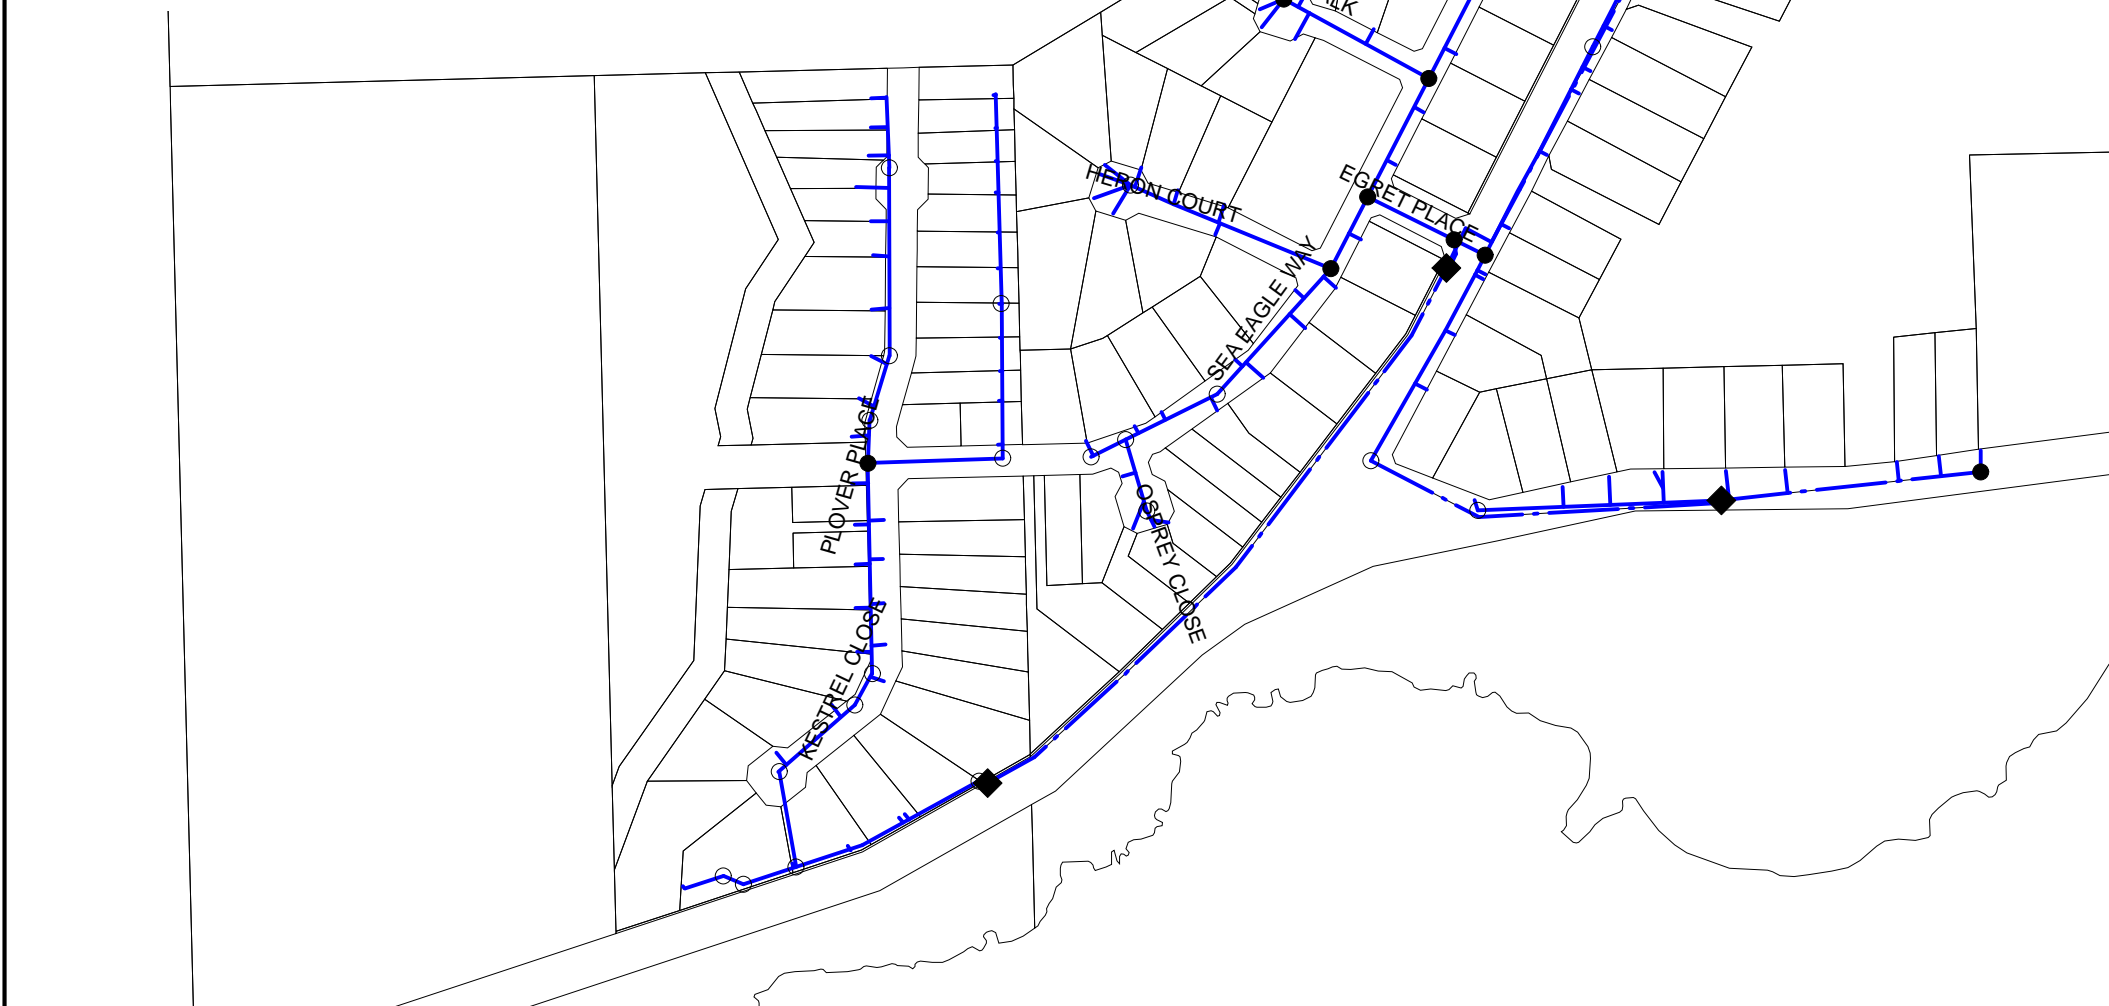 HERON COURT
EGRET PLACE
SEA EAGLE WAY
PLOVER PLACE
OSPREY CLOSE
KESTREL CLOSE